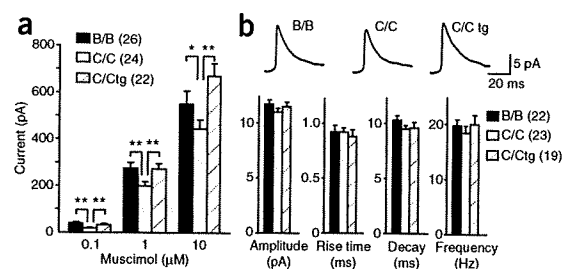 a
B/B (26)
C/C (24)
C/Ctg (22)
Current (pA)
800
600
400
200
0
**
**
**
**
*
**
0.1
1
10
Muscimol (μM)
b
B/B
C/C
C/C tg
5 pA
20 ms
10
5
0
1.0
0.5
0
10
5
0
20
10
0
B/B (22)
C/C (23)
C/Ctg (19)
Amplitude
(pA)
Rise time
(ms)
Decay
(ms)
Frequency
(Hz)